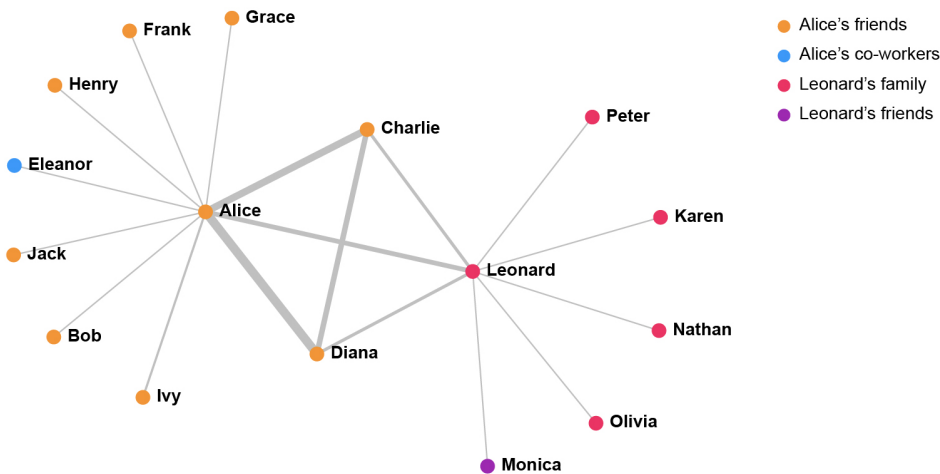 Grace
Frank
Henry
Charlie
Peter
Eleanor
Alice
Karen
Jack
Leonard
Bob
Diana
Nathan
Ivy
Olivia
Monica
Alice’s friends
Alice’s co-workers
Leonard’s family
Leonard’s friends